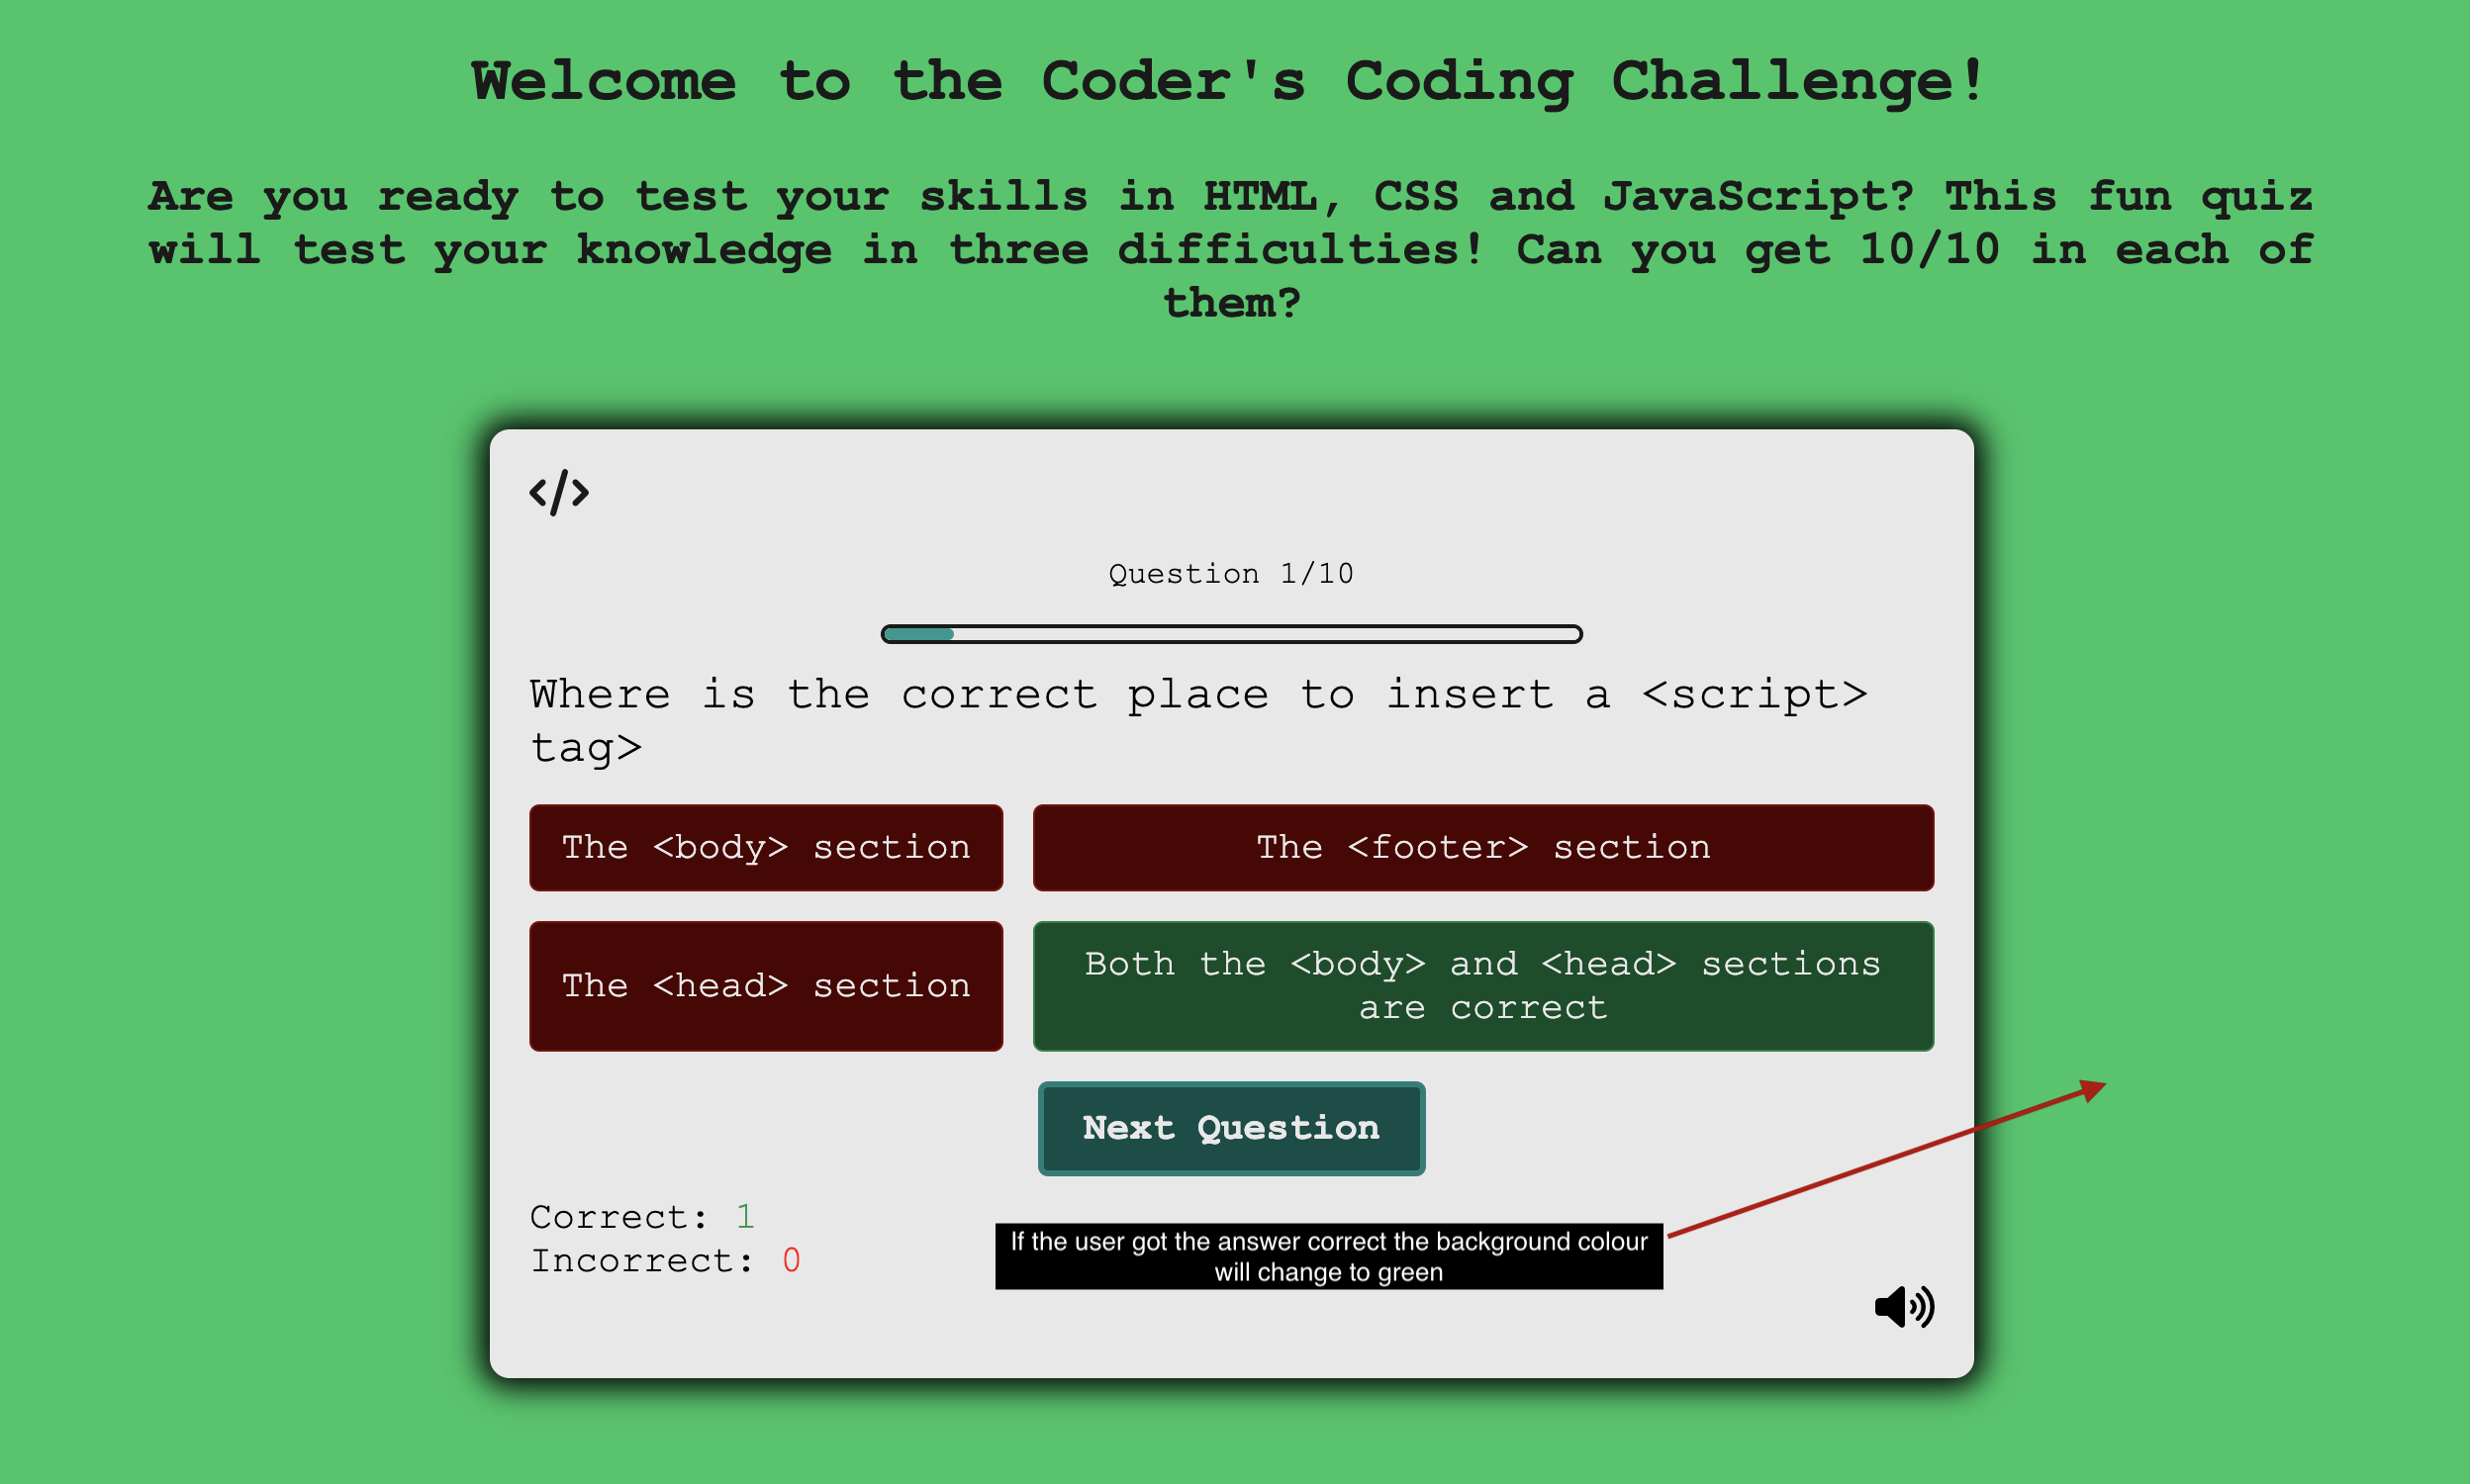 Welcome to the Coder's Coding Challenge!
Are you ready to test your skills in HTML, CSS and JavaScript? This fun quiz
will test your knowledge in three difficulties! Can you get 10/10 in each of
them?
</>
Question 1/10
Where is the correct place to insert a <script>
tag>
The <body> section
The <footer> section
The <head> section
Both the <body> and <head> sections
are correct
Next Question
Correct: 1
Incorrect: 0
If the user got the answer correct the background colour
will change to green